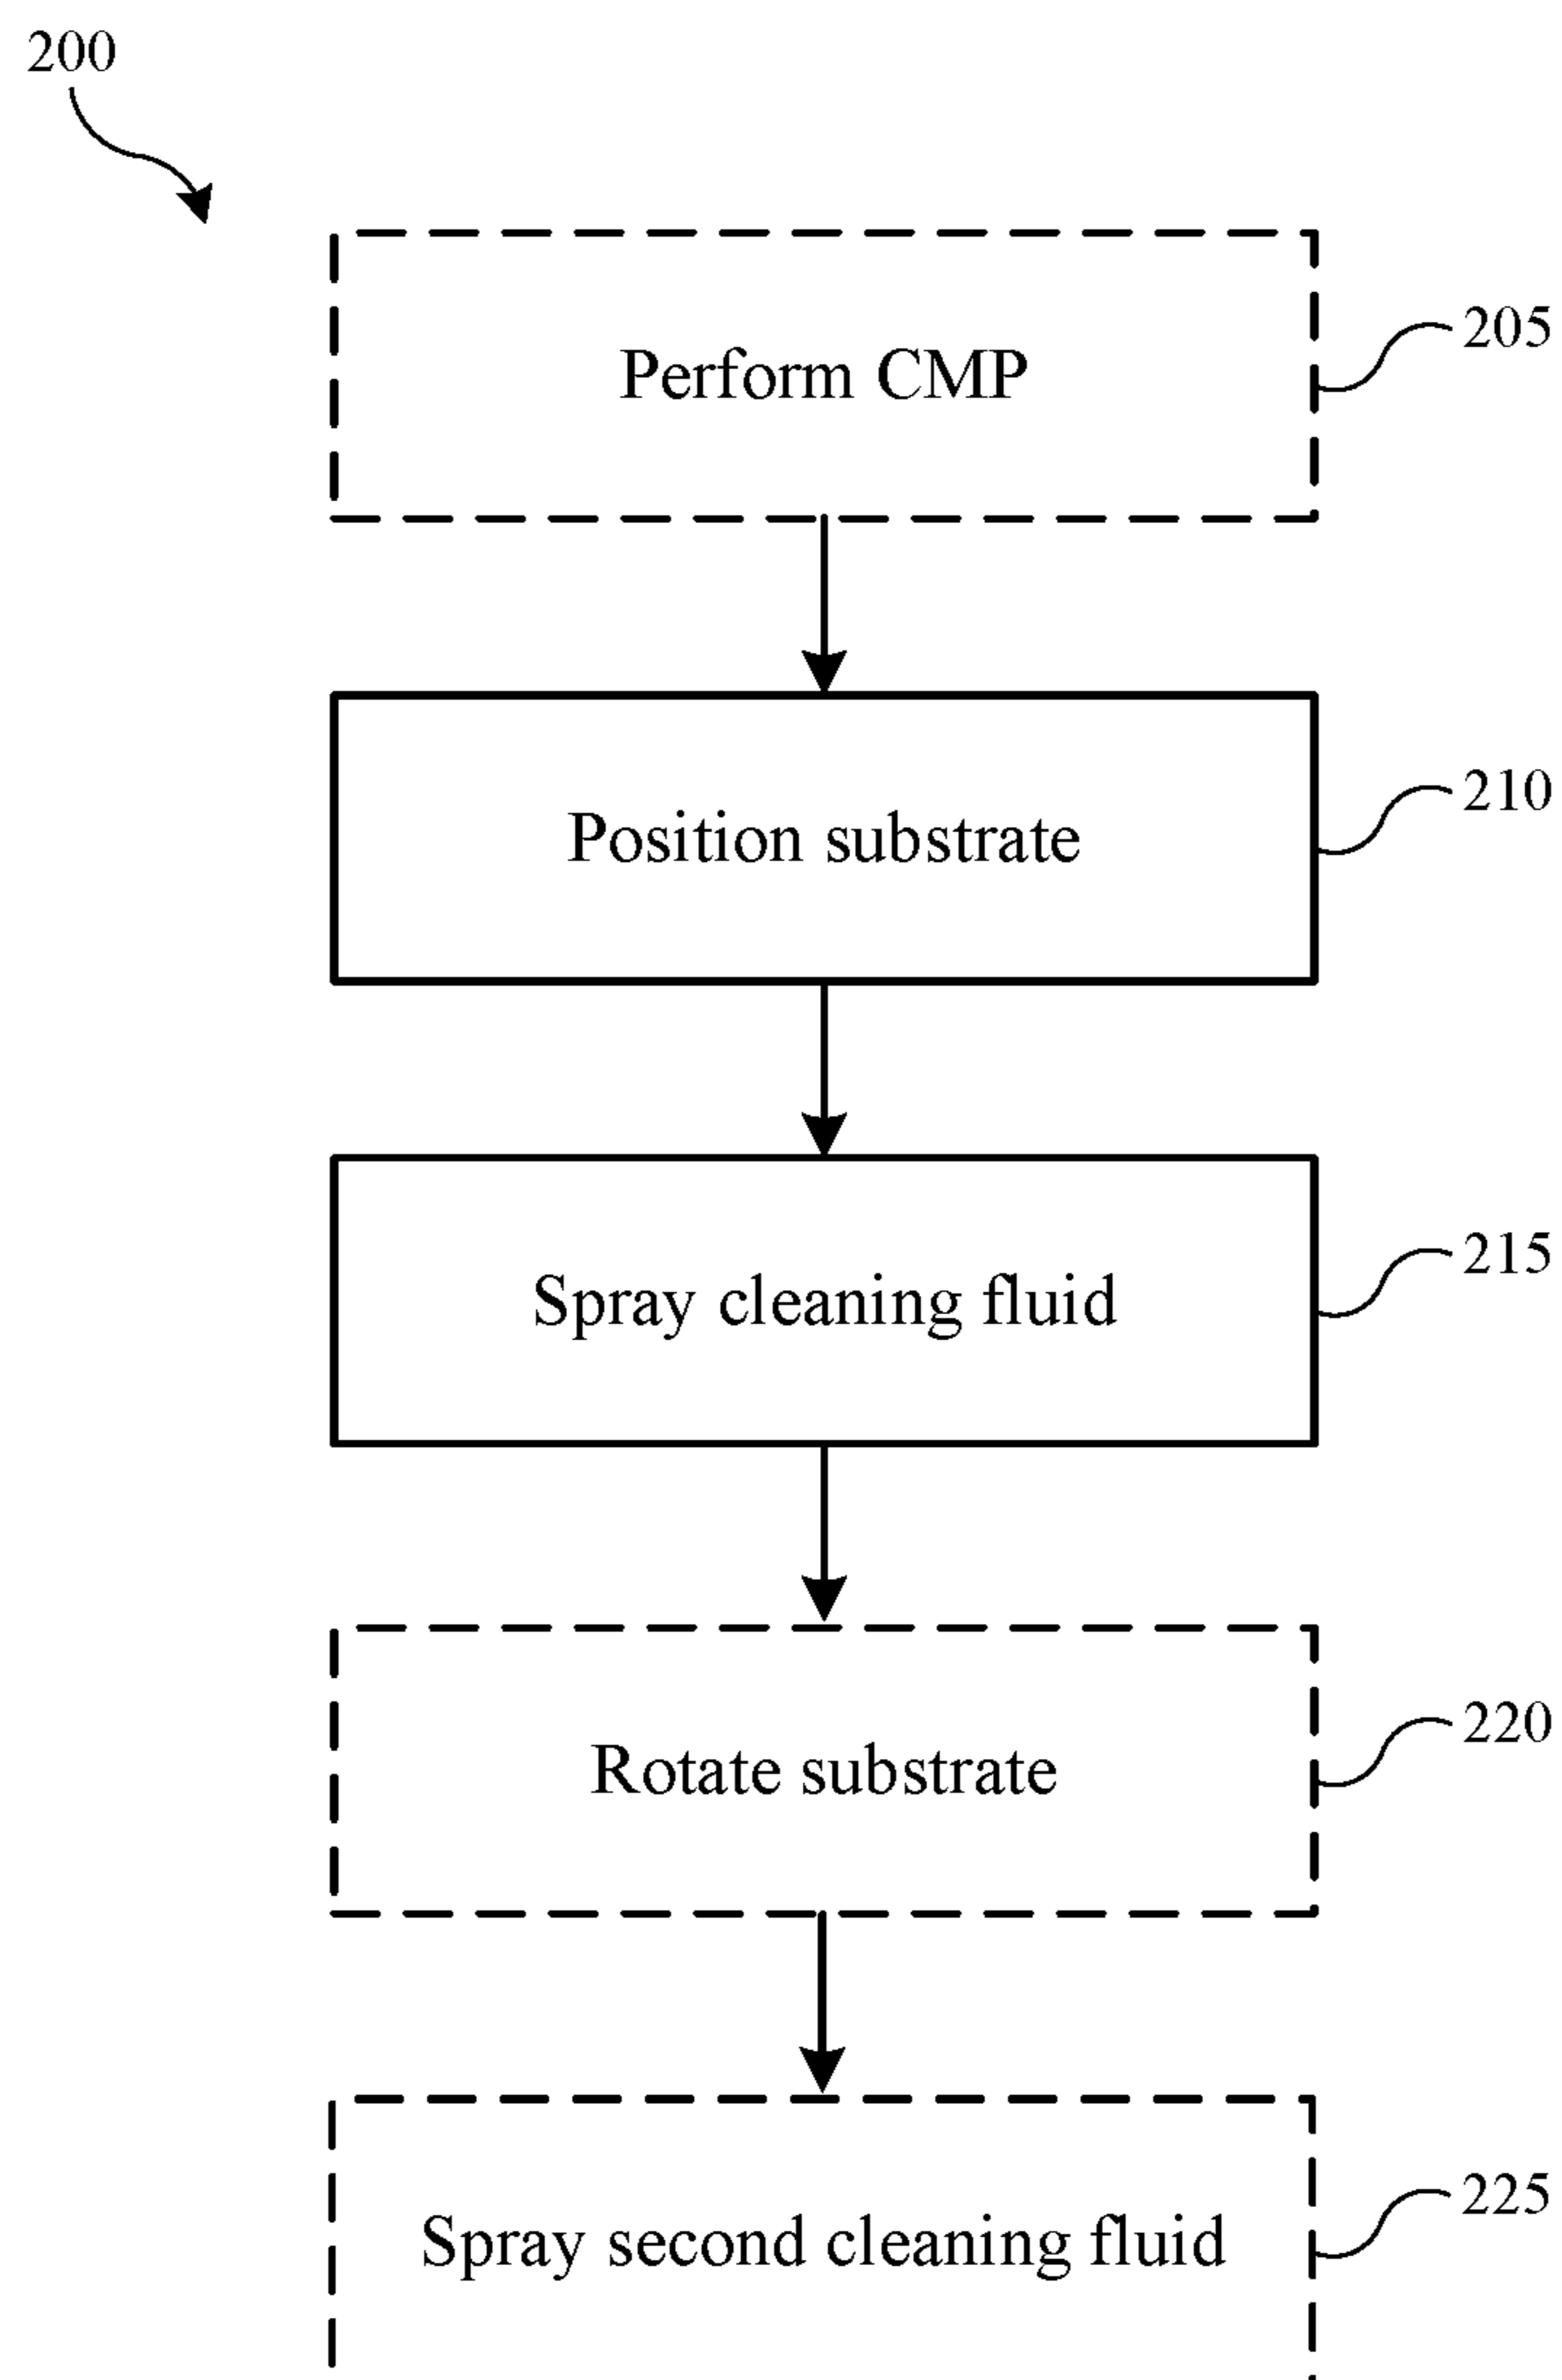 200
Perform CMP
205
Position substrate
210
Spray cleaning fluid
215
Rotate substrate
220
Spray second cleaning fluid
225